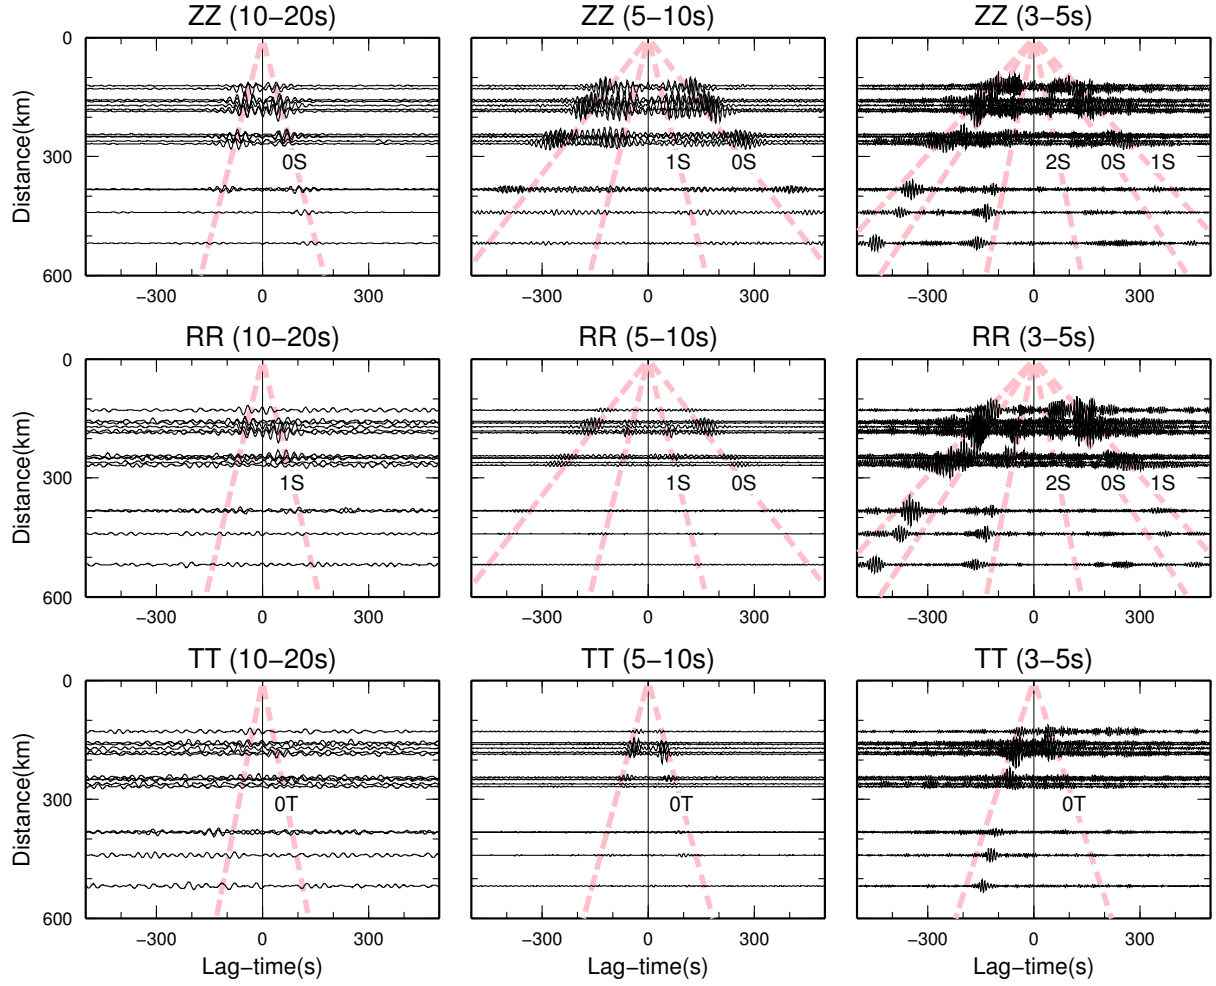 ZZ (10−20s)
ZZ (5−10s)
ZZ (3−5s)
0
300
600
Distance(km)
0S
1S 0S
2S 0S 1S
−300 0 300
−300 0 300
−300 0 300
RR (10−20s)
RR (5−10s)
RR (3−5s)
0
300
600
Distance(km)
1S
1S 0S
2S 0S 1S
−300 0 300
−300 0 300
−300 0 300
TT (10−20s)
TT (5−10s)
TT (3−5s)
0
300
600
Distance(km)
0T
0T
0T
−300 0 300
−300 0 300
−300 0 300
Lag−time(s)
Lag−time(s)
Lag−time(s)